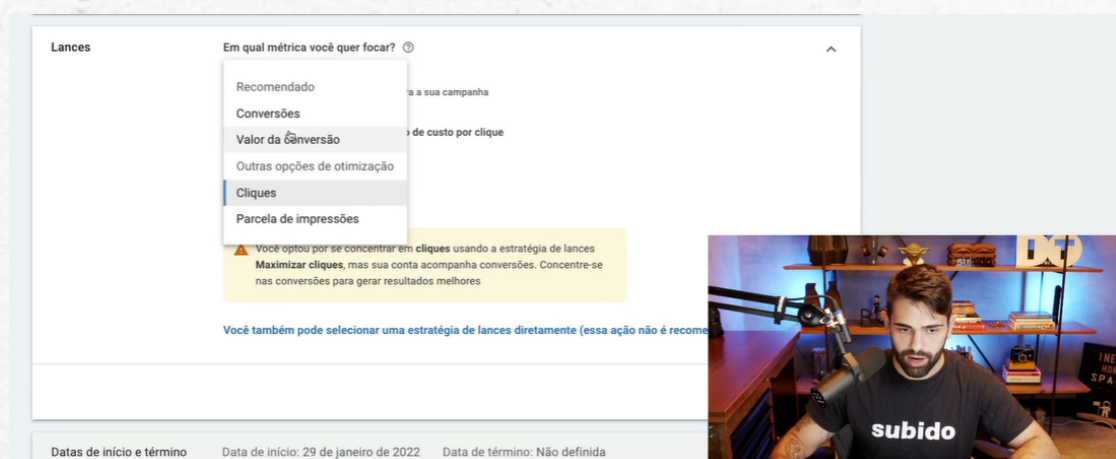 Lances
Em qual métrica você quer focar?
Recomendado
a a sua campanha
Conversões
de custo por clique
Valor da conversão
Outras opções de otimização
Cliques
Parcela de impressões
Você optou por se concentrar em cliques usando a estratégia de lances
Maximizar cliques, mas sua conta acompanha conversões. Concentre-se
nas conversões para gerar resultados melhores
Você também pode selecionar uma estratégia de lances diretamente (essa ação não é recome
subido
Datas de início e término Data de início: 29 de janeiro de 2022 Data de término: Não definida